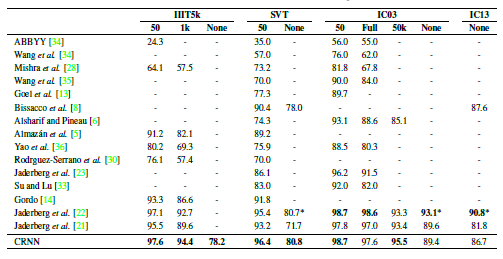 IIIT5k SVT IC03 IC13
50 1k None 50 None 50 Full 50k None None
ABBYY [34] 24.3 - - 35.0 - 56.0 55.0 - - -
Wang et al. [34] - - - 57.0 - 76.0 62.0 - - -
Mishra et al. [28] 64.1 57.5 - 73.2 - 81.8 67.8 - - -
Wang et al. [35] - - - 70.0 - 90.0 84.0 - - -
Goel et al. [13] - - - 77.3 - 89.7 - - - -
Bissacco et al. [8] - - - 90.4 78.0 - - - - 87.6
Alsharif and Pineau [6] - - - 74.3 - 93.1 88.6 85.1 - -
Almazán et al. [5] 91.2 82.1 - 89.2 - - - - - -
Yao et al. [36] 80.2 69.3 - 75.9 - 88.5 80.3 - - -
Rodrguez-Serrano et al. [30] 76.1 57.4 - 70.0 - - - - - -
Jaderberg et al. [23] - - - 86.1 - 96.2 91.5 - - -
Su and Lu [33] - - - 83.0 - 92.0 82.0 - - -
Gordo [14] 93.3 86.6 - 91.8 - - - - - -
Jaderberg et al. [22] 97.1 92.7 - 95.4 80.7* 98.7 98.6 93.3 93.1* 90.8*
Jaderberg et al. [21] 95.5 89.6 - 93.2 71.7 97.8 97.0 93.4 89.6 81.8
CRNN 97.6 94.4 78.2 96.4 80.8 98.7 97.6 95.5 89.4 86.7